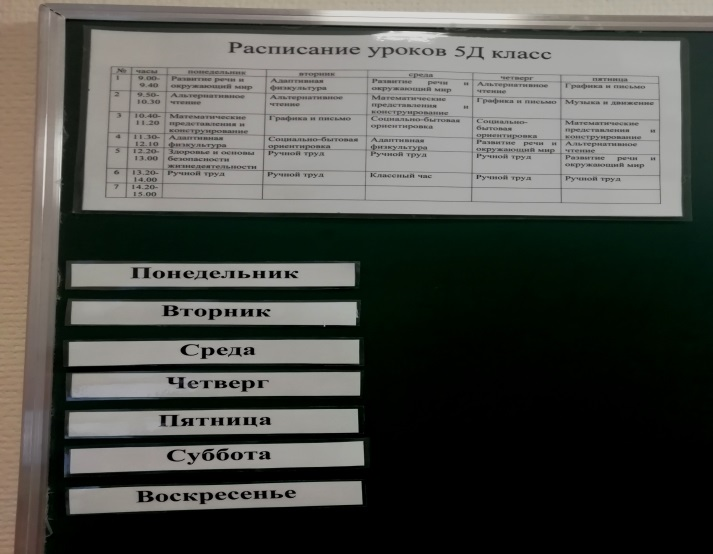 Расписание уроков 5Д класс
№ часы понедельник вторник среда четверг пятница
1 9.00-9.40 Развитие речи и окружающий мир Адаптивная физкультура Развитие речи и окружающий мир Альтернативное чтение Графика и письмо
2 9.50-10.30 Альтернативное чтение Альтернативное чтение Математические представления и конструирование Графика и письмо Музыка и движение
3 10.40-11.20 Математические представления и конструирование Графика и письмо Социально-бытовая ориентировка Социально-бытовая ориентировка Математические представления и конструирование
4 11.30-12.10 Адаптивная физкультура Социально-бытовая ориентировка Адаптивная физкультура Развитие речи и окружающий мир Альтернативное чтение
5 12.20-13.00 Здоровье и основы безопасности жизнедеятельности Ручной труд Ручной труд Ручной труд Развитие речи и окружающий мир
6 13.20-14.00 Ручной труд Ручной труд Классный час Ручной труд Ручной труд
7 14.20-15.00
Понедельник
Вторник
Среда
Четверг
Пятница
Суббота
Воскресенье